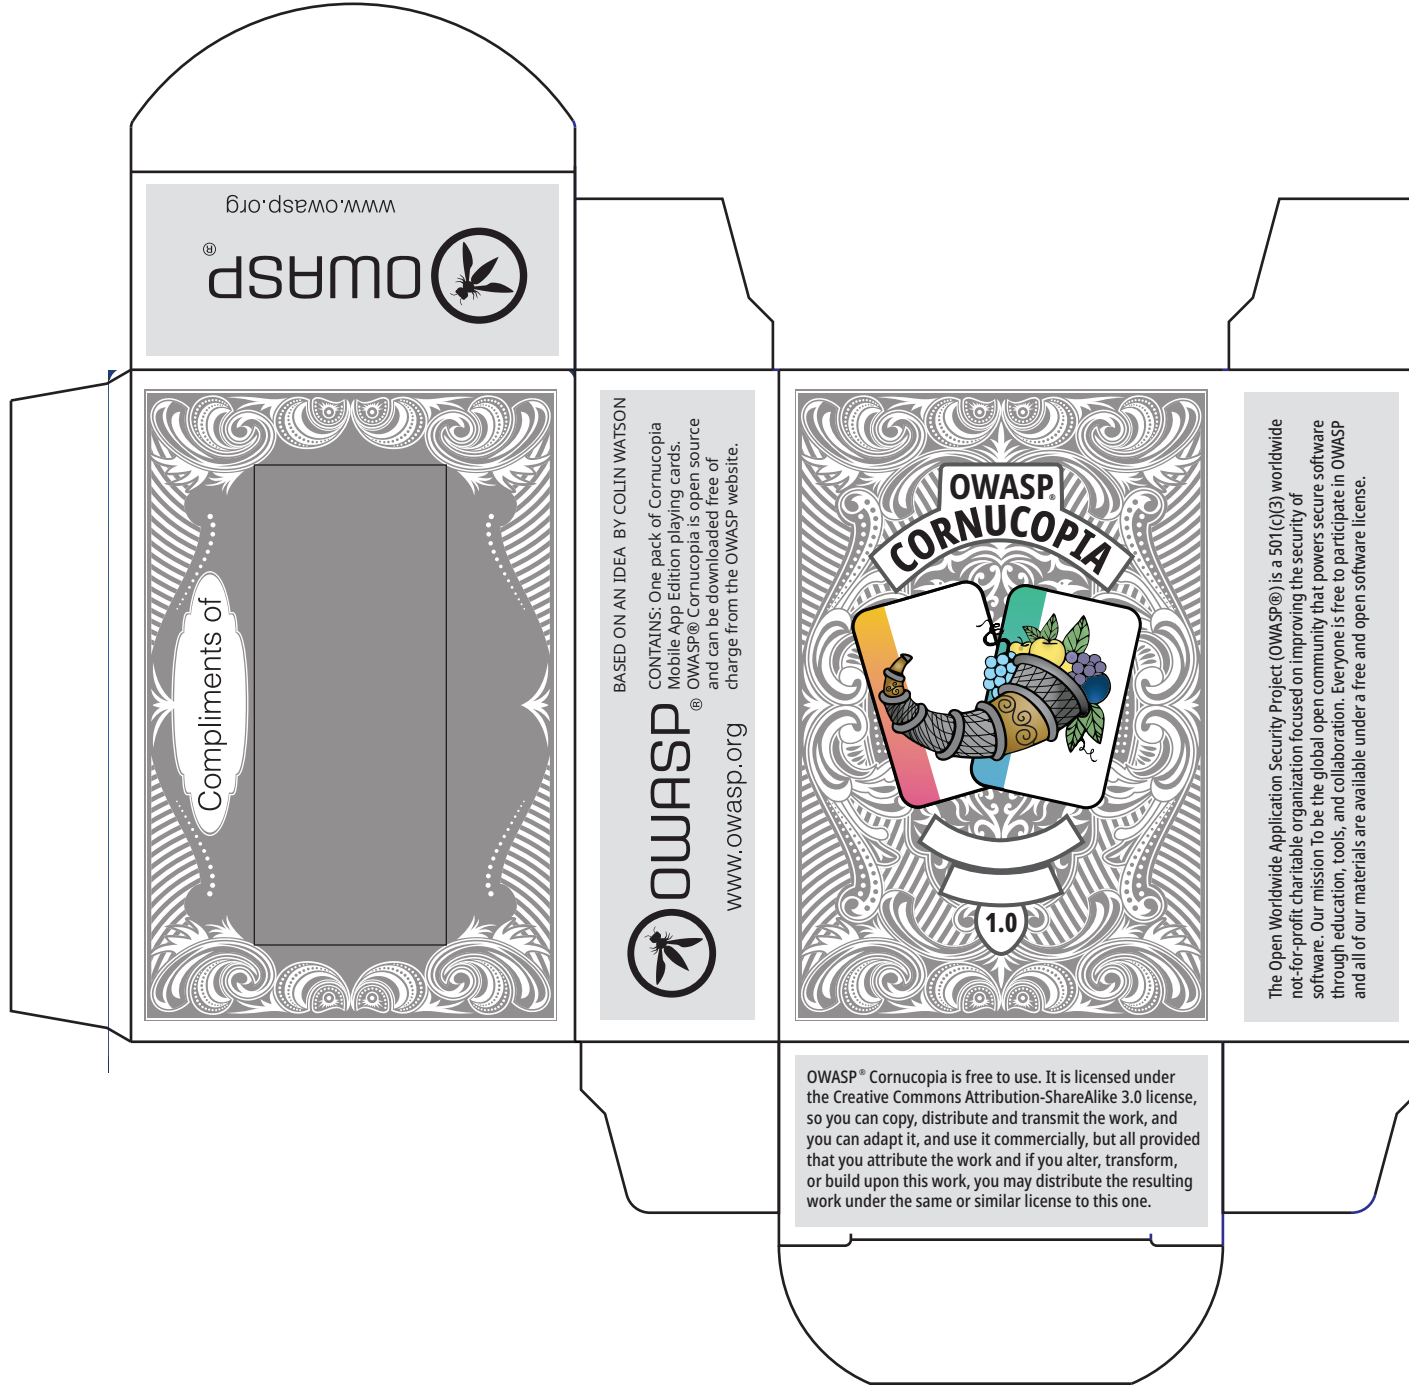 www.owasp.org
OWASP®
Compliments of
BASED ON AN IDEA BY COLIN WATSON
CONTAINS: One pack of Cornucopia
Mobile App Edition playing cards.
OWASP® Cornucopia is open source
and can be downloaded free of
charge from the OWASP website.
OWASP®
www.owasp.org
OWASP®
CORNUCOPIA
1.0
The Open Worldwide Application Security Project (OWASP®) is a 501(c)(3) worldwide
not-for-profit charitable organization focused on improving the security of
software. Our mission To be the global open community that powers secure software
through education, tools, and collaboration. Everyone is free to participate in OWASP
and all of our materials are available under a free and open software license.
OWASP® Cornucopia is free to use. It is licensed under
the Creative Commons Attribution-ShareAlike 3.0 license,
so you can copy, distribute and transmit the work, and
you can adapt it, and use it commercially, but all provided
that you attribute the work and if you alter, transform,
or build upon this work, you may distribute the resulting
work under the same or similar license to this one.